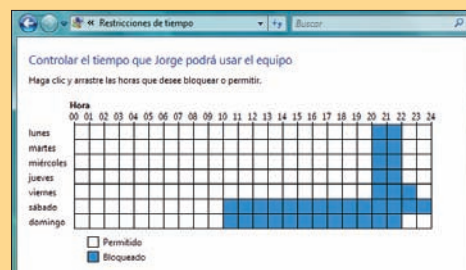 « Restricciones de tiempo
Buscar
Controlar el tiempo que Jorge podrá usar el equipo
Haga clic y arrastre las horas que desee bloquear o permitir.
Hora
00 01 02 03 04 05 06 07 08 09 10 11 12 13 14 15 16 17 18 19 20 21 22 23 24
lunes
martes
miércoles
jueves
viernes
sábado
domingo
Permitido
Bloqueado